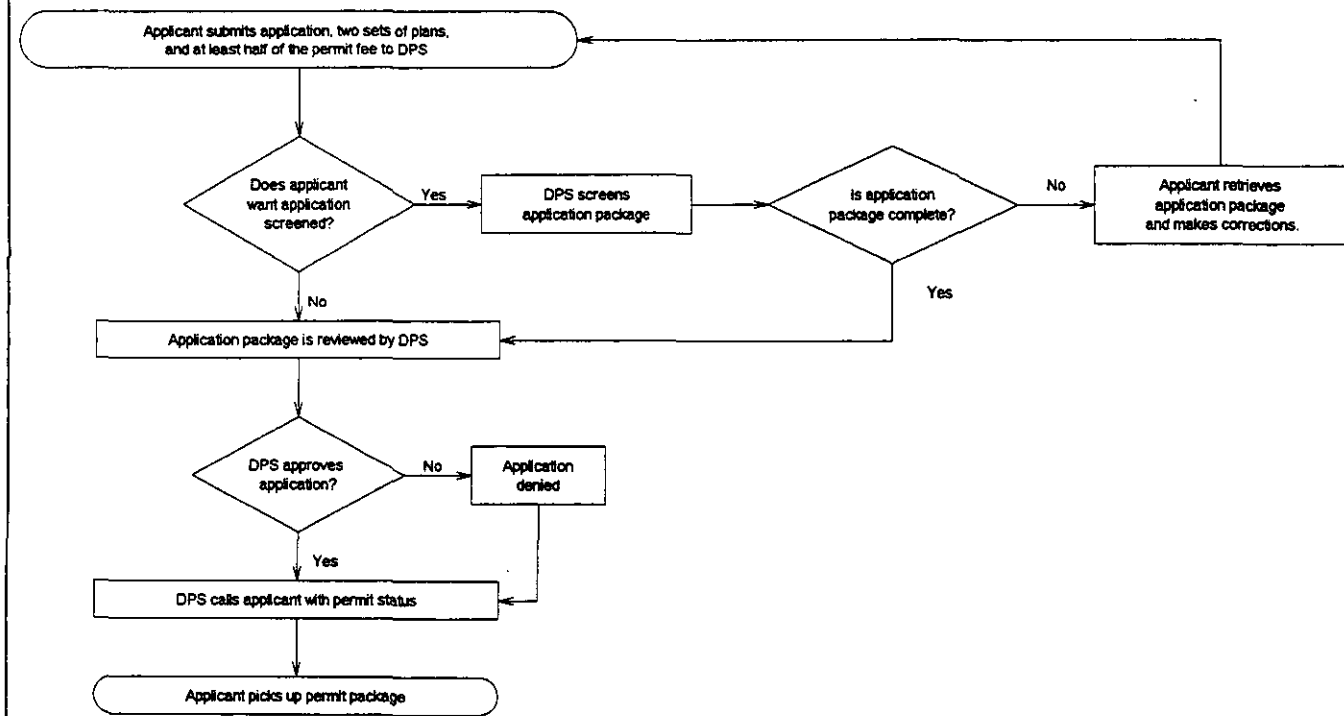 Applicant submits application, two sets of plans,
and at least half of the permit fee to DPS
Does applicant
want application
screened?
Yes
DPS screens
application package
Is application
package complete?
No
Applicant retrieves
application package
and makes corrections.
Yes
No
Application package is reviewed by DPS
DPS approves
application?
No
Application
denied
Yes
DPS calls applicant with permit status
Applicant picks up permit package